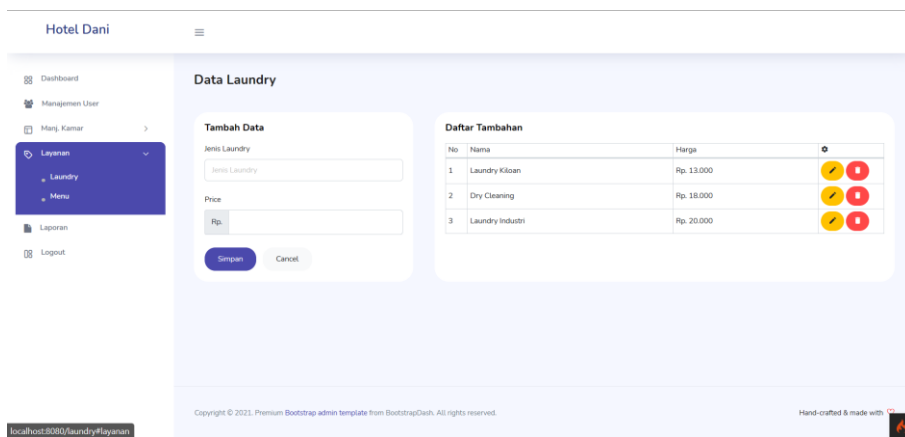 Hotel Dani
Dashboard
Manajemen User
Manj. Kamar
Layanan
Laundry
Menu
Laporan
Logout
Data Laundry
Tambah Data
Jenis Laundry
Jenis Laundry
Price
Rp.
Simpan Cancel
Daftar Tambahan
No Nama Harga
1 Laundry Kiloan Rp. 13.000
2 Dry Cleaning Rp. 18.000
3 Laundry Industri Rp. 20.000
Copyright © 2021. Premium Bootstrap admin template from BootstrapDash. All rights reserved.
Hand-crafted & made with
localhost:8080/laundry#layanan